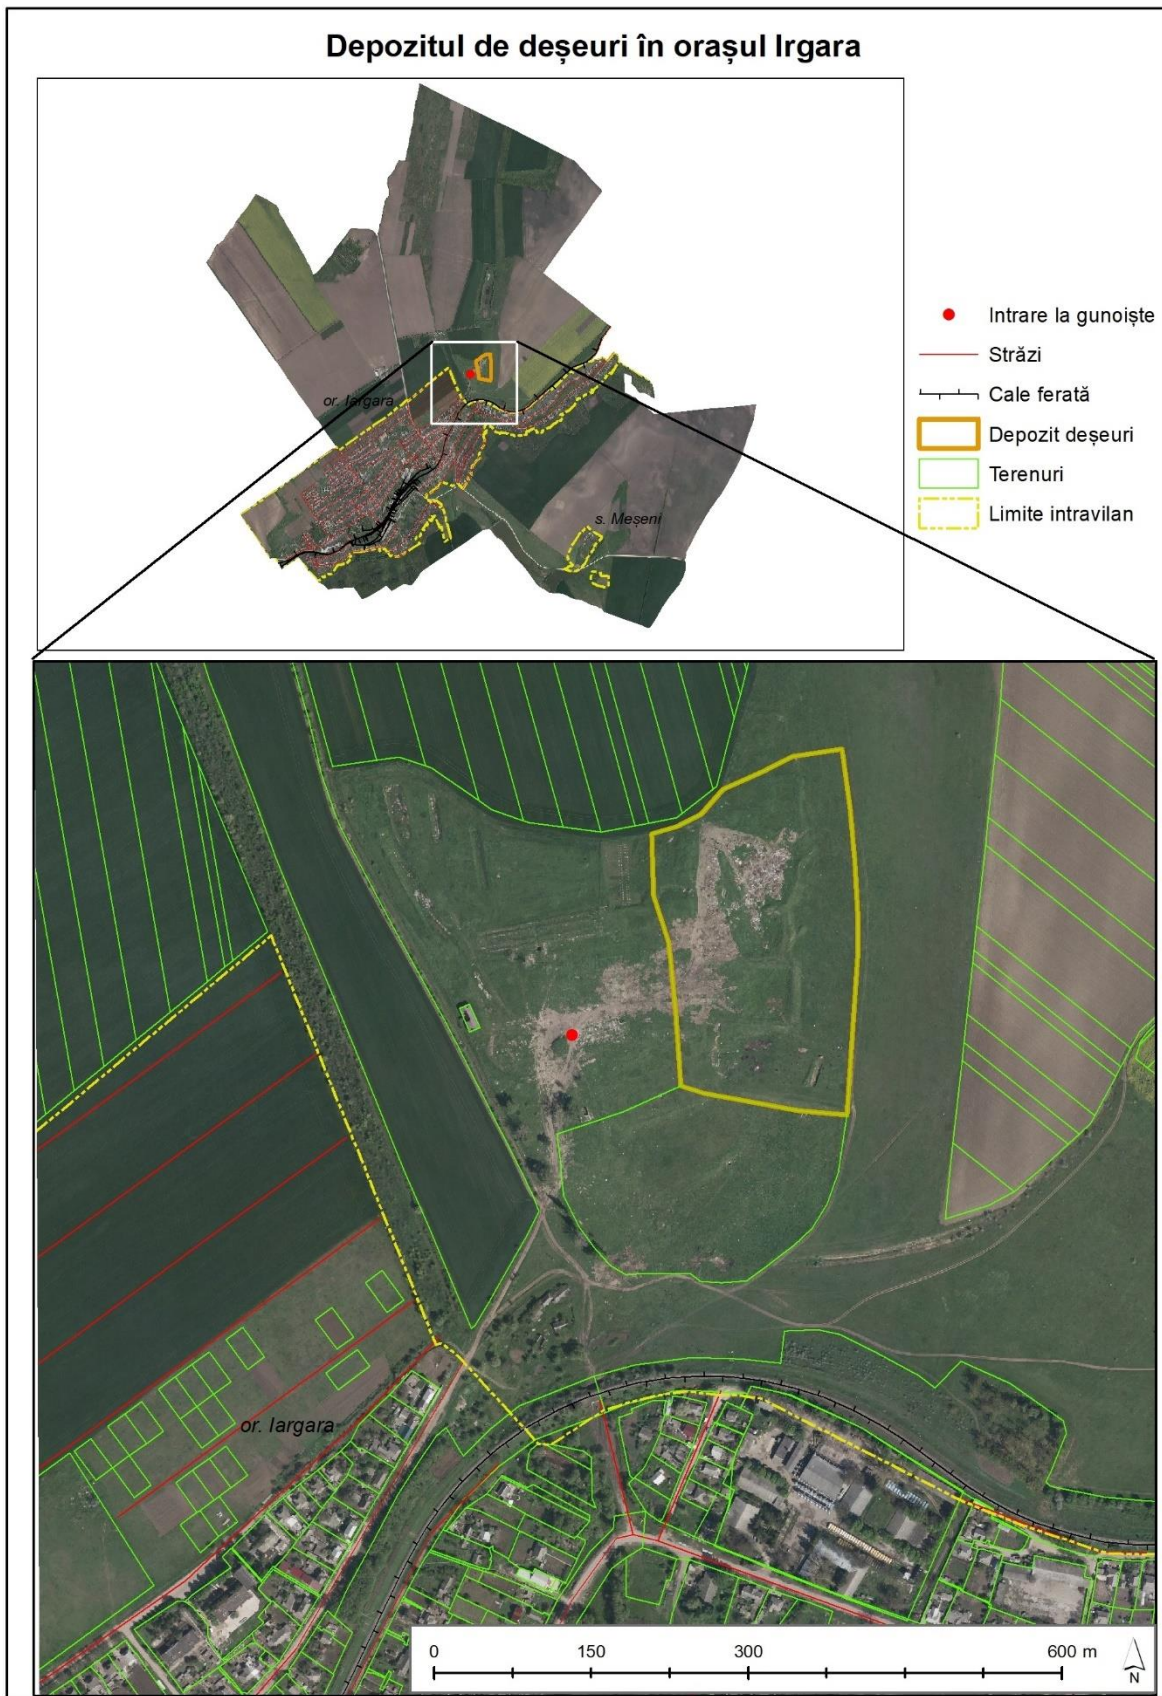 Depozitul de deșeuri în orașul Irgara
or. Iargara
s. Meșeni
Intrare la gunoiște
Străzi
Cale ferată
Depozit deșeuri
Terenuri
Limite intravilan
or. Iargara
0 150 300 600 m
N